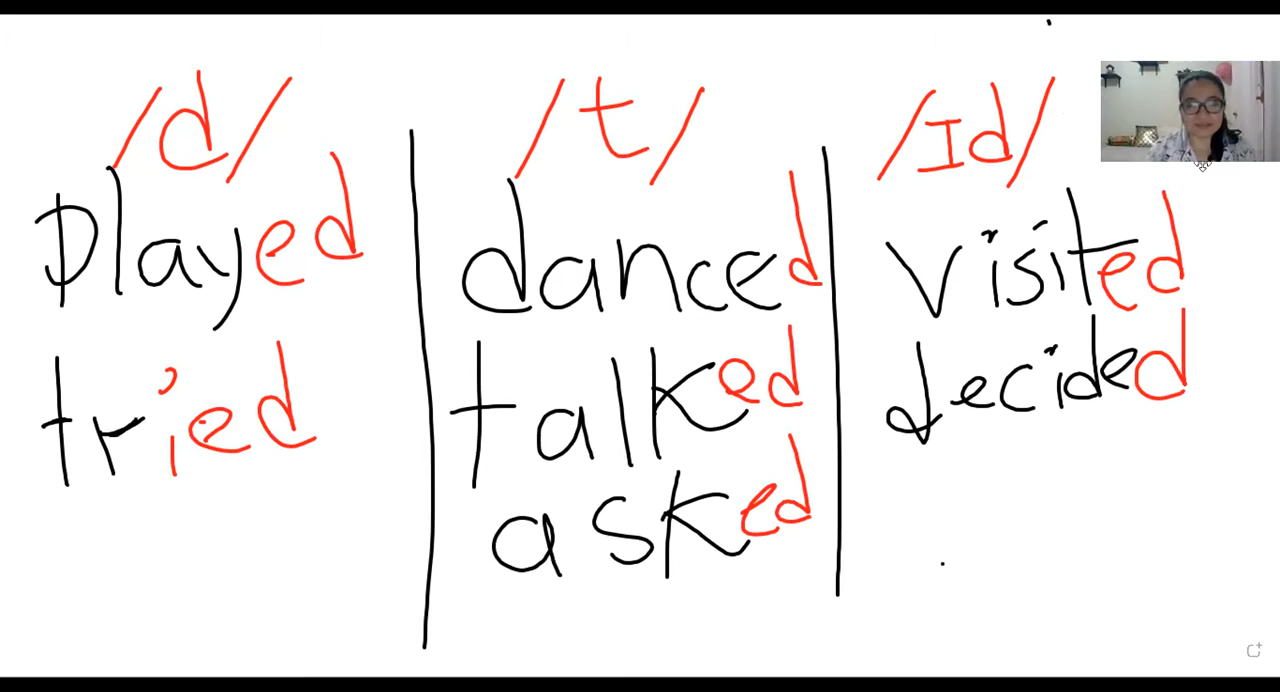 /d/
played
tried
/t/
danced
talked
asked
/Id/
visited
decided